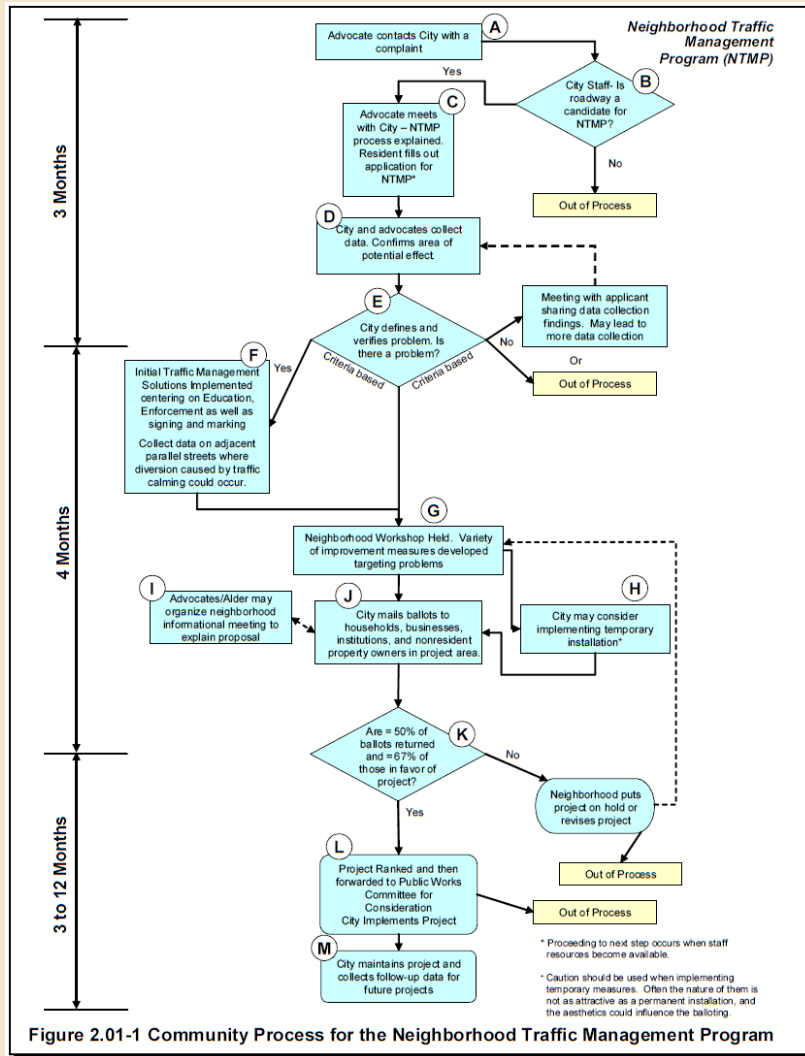 Neighborhood Traffic
Management
Program (NTMP)
A
Advocate contacts City with a
complaint
B
City Staff- Is
roadway a
candidate for
NTMP?
Yes
No
Out of Process
C
Advocate meets
with City – NTMP
process explained.
Resident fills out
application for
NTMP*
3 Months
D
City and advocates collect
data. Confirms area of
potential effect.
E
City defines and
verifies problem. Is
there a problem?
Criteria based
Criteria based
Yes
No
Meeting with applicant
sharing data collection
findings. May lead to
more data collection
Or
Out of Process
F
Initial Traffic Management
Solutions Implemented
centering on Education,
Enforcement as well as
signing and marking
Collect data on adjacent
parallel streets where
diversion caused by traffic
calming could occur.
4 Months
G
Neighborhood Workshop Held. Variety
of improvement measures developed
targeting problems
H
City may consider
implementing temporary
installation⁺
I
Advocates/Alder may
organize neighborhood
informational meeting to
explain proposal
J
City mails ballots to
households, businesses,
institutions, and nonresident
property owners in project area.
K
Are = 50% of
ballots returned
and = 67% of
those in favor of
project?
No
Yes
Neighborhood puts
project on hold or
revises project
Out of Process
3 to 12 Months
L
Project Ranked and then
forwarded to Public Works
Committee for
Consideration
City Implements Project
Out of Process
M
City maintains project and
collects follow-up data for
future projects
* Proceeding to next step occurs when staff
resources become available.
⁺ Caution should be used when implementing
temporary measures. Often the nature of them is
not as attractive as a permanent installation, and
the aesthetics could influence the balloting.
Figure 2.01-1 Community Process for the Neighborhood Traffic Management Program